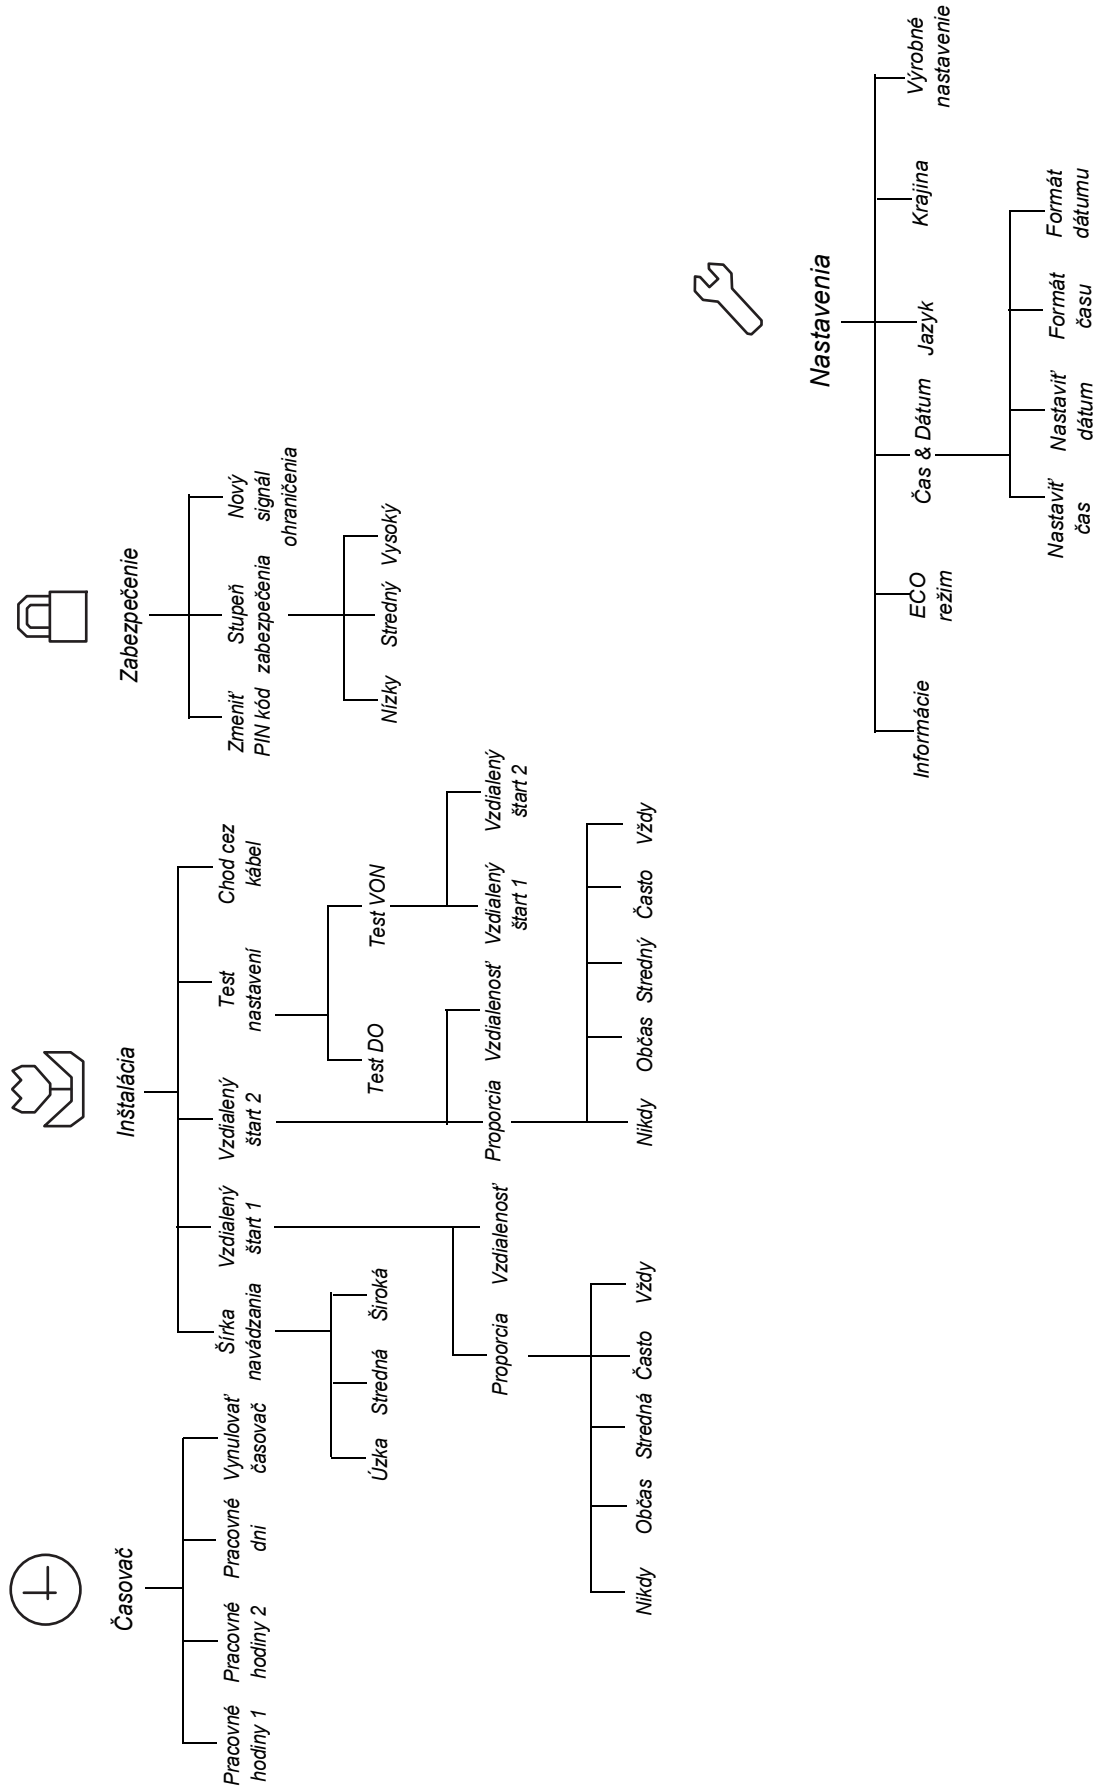 Časovač
Pracovné
hodiny 1
Pracovné
hodiny 2
Pracovné
dni
Vynulovať
časovač
Inštalácia
Šírka
navádzania
Úzka
Stredná
Široká
Vzdialený
štart 1
Proporcia
Nikdy
Občas
Stredná
Často
Vždy
Vzdialenosť
Vzdialený
štart 2
Proporcia
Nikdy
Občas
Stredný
Často
Vždy
Vzdialenosť
Test
nastavení
Test DO
Test VON
Vzdialený
štart 1
Vzdialený
štart 2
Chod cez
kábel
Zabezpečenie
Zmeniť
PIN kód
Stupeň
zabezpečenia
Nízky
Stredný
Vysoký
Nový
signál
ohraničenia
Nastavenia
Informácie
ECO
režim
Čas & Dátum
Nastaviť
čas
Nastaviť
dátum
Formát
času
Formát
dátumu
Jazyk
Krajina
Výrobné
nastavenie